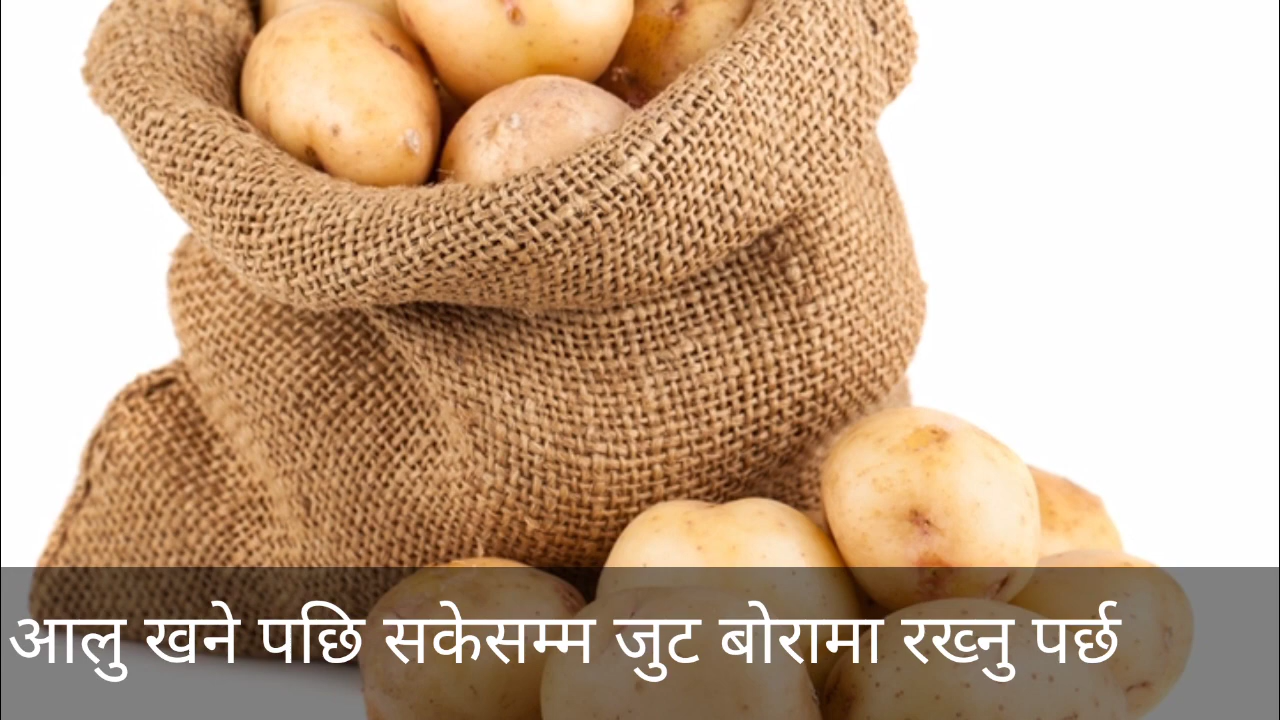 आलु खने पछि सकेसम्म जुट बोरामा रख्नु पर्छ